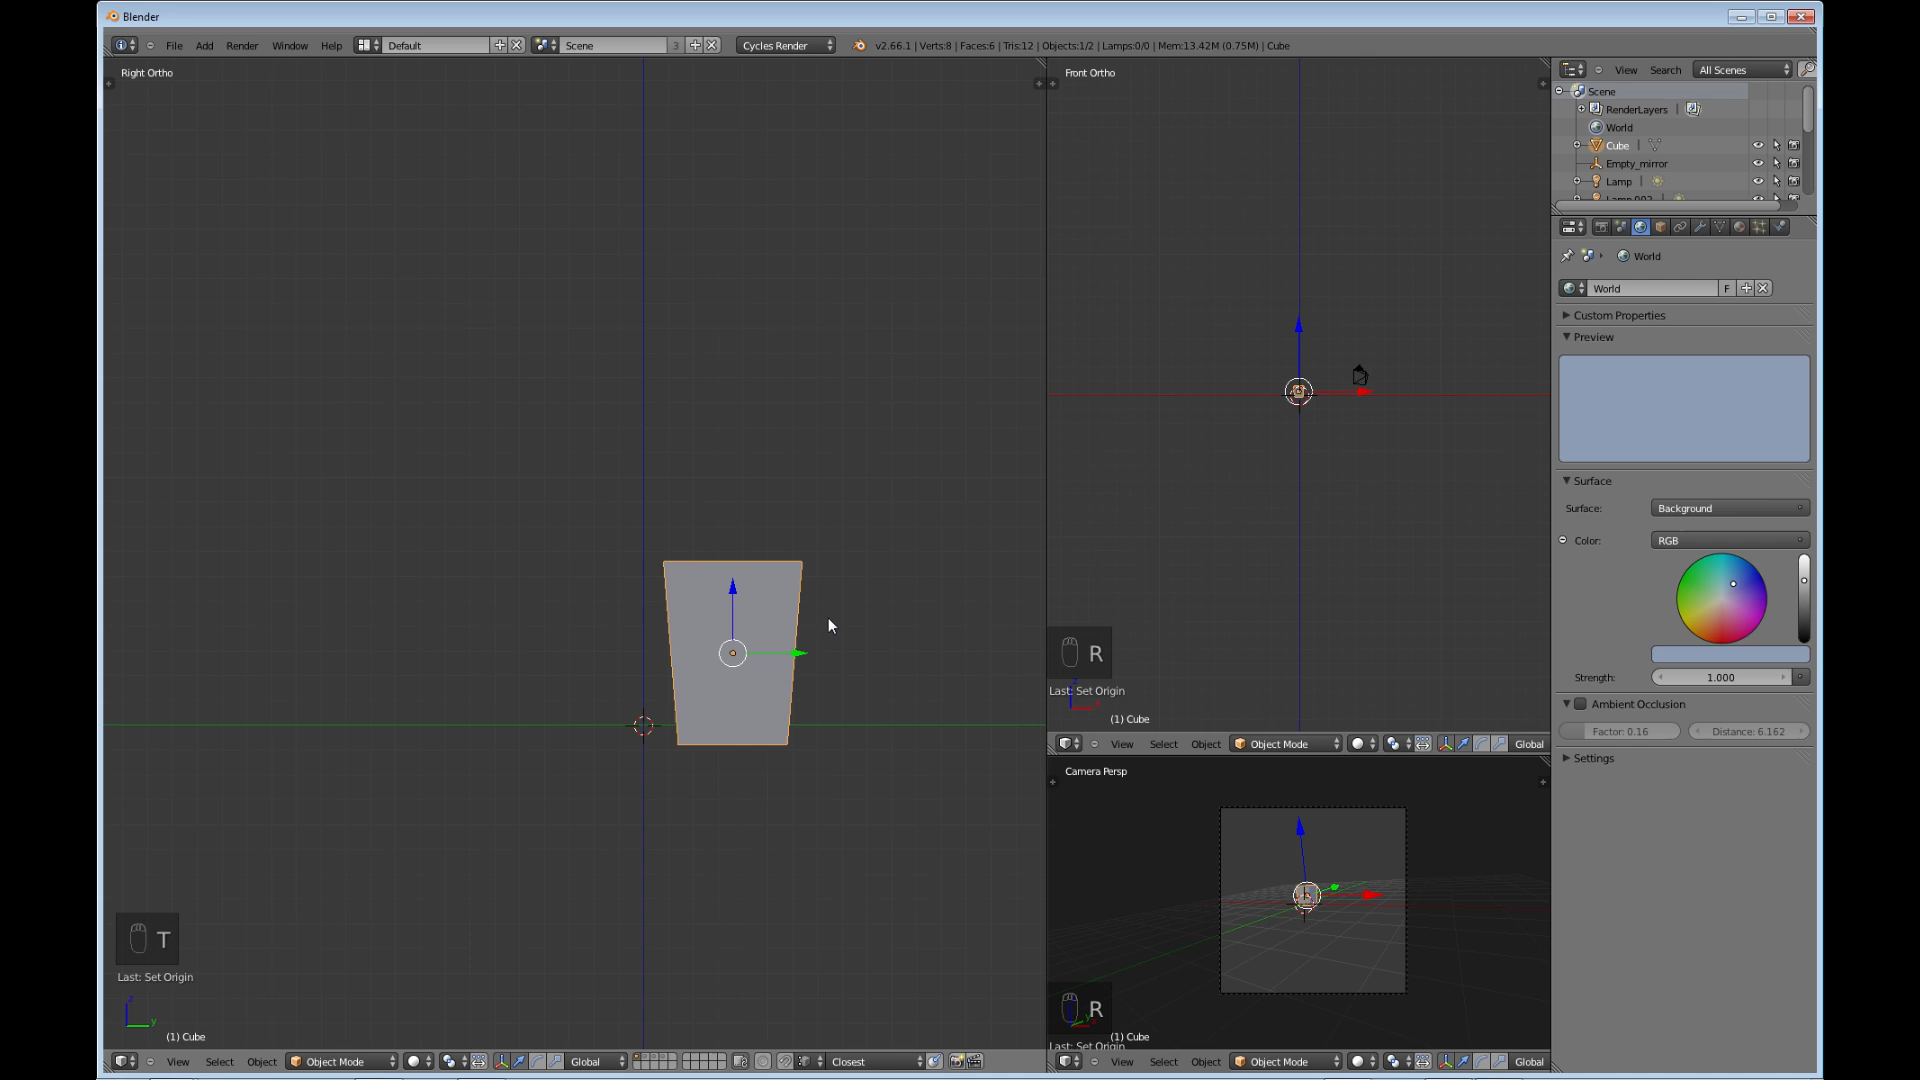 Blender
File Add Render Window Help Default Scene 3 Cycles Render v2.66.1 | Verts:8 | Faces:6 | Tris:12 | Objects:1/2 | Lamps:0/0 | Mem:13.42M (0.75M) | Cube
Right Ortho
T
Last: Set Origin
z
y
(1) Cube
View Select Object Object Mode Global Closest
Front Ortho
R
Last: Set Origin
(1) Cube
View Select Object Object Mode Global
Camera Persp
R
(1) Cube
Last: Set Origin
View Select Object Object Mode Global
View Search All Scenes
Scene
RenderLayers |
World
Cube |
Empty_mirror
Lamp |
World
World F
Custom Properties
Preview
Surface
Surface: Background
Color: RGB
Strength: 1.000
Ambient Occlusion
Factor: 0.16 Distance: 6.162
Settings